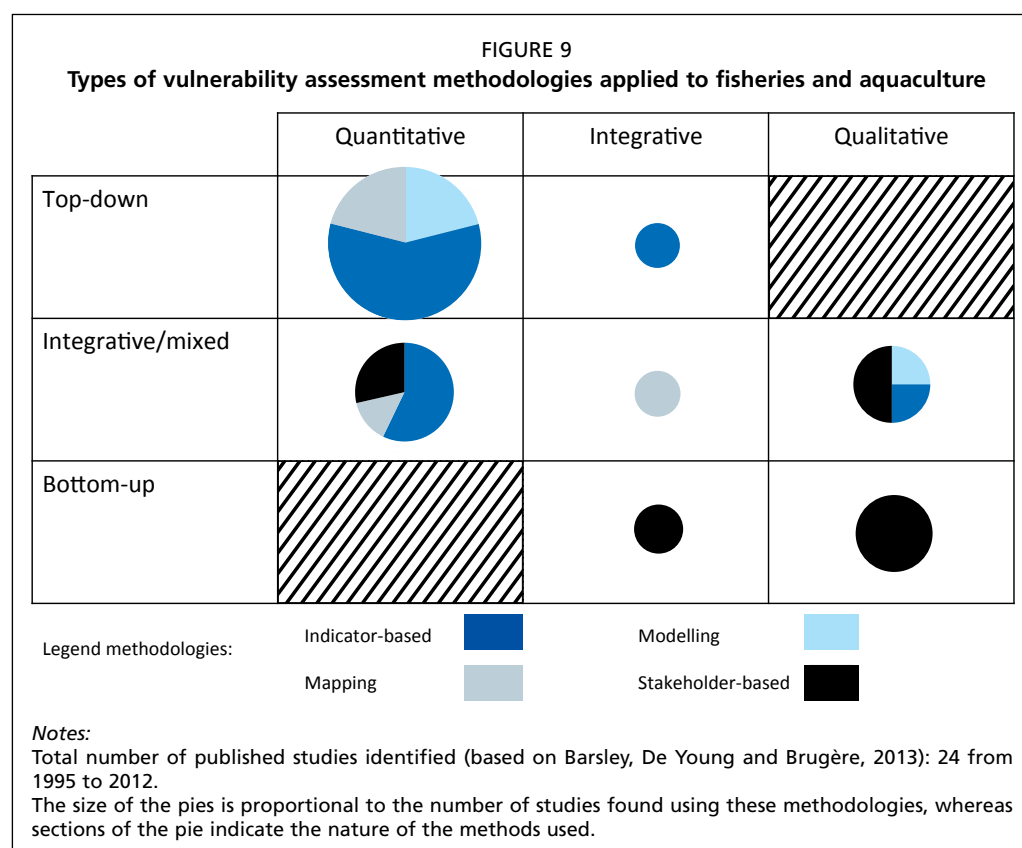 FIGURE 9
Types of vulnerability assessment methodologies applied to fisheries and aquaculture
Quantitative
Integrative
Qualitative
Top-down
Integrative/mixed
Bottom-up
Legend methodologies:
Indicator-based
Modelling
Mapping
Stakeholder-based
Notes:
Total number of published studies identified (based on Barsley, De Young and Brugère, 2013): 24 from
1995 to 2012.
The size of the pies is proportional to the number of studies found using these methodologies, whereas
sections of the pie indicate the nature of the methods used.